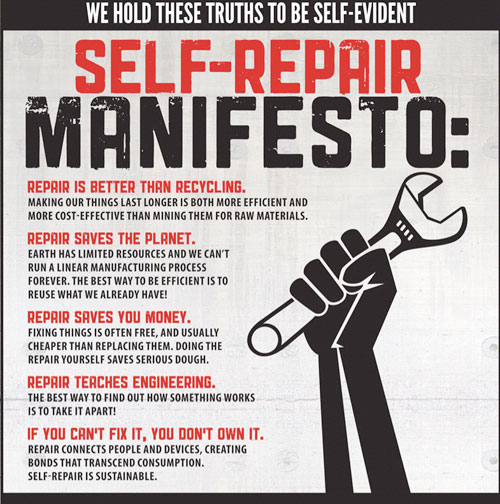 WE HOLD THESE TRUTHS TO BE SELF-EVIDENT
SELF-REPAIR
MANIFESTO:
REPAIR IS BETTER THAN RECYCLING.
MAKING OUR THINGS LAST LONGER IS BOTH MORE EFFICIENT AND
MORE COST-EFFECTIVE THAN MINING THEM FOR RAW MATERIALS.
REPAIR SAVES THE PLANET.
EARTH HAS LIMITED RESOURCES AND WE CAN'T
RUN A LINEAR MANUFACTURING PROCESS
FOREVER. THE BEST WAY TO BE EFFICIENT IS TO
REUSE WHAT WE ALREADY HAVE!
REPAIR SAVES YOU MONEY.
FIXING THINGS IS OFTEN FREE, AND USUALLY
CHEAPER THAN REPLACING THEM. DOING THE
REPAIR YOURSELF SAVES SERIOUS DOUGH.
REPAIR TEACHES ENGINEERING.
THE BEST WAY TO FIND OUT HOW SOMETHING WORKS
IS TO TAKE IT APART!
IF YOU CAN'T FIX IT, YOU DON'T OWN IT.
REPAIR CONNECTS PEOPLE AND DEVICES, CREATING
BONDS THAT TRANSCEND CONSUMPTION.
SELF-REPAIR IS SUSTAINABLE.